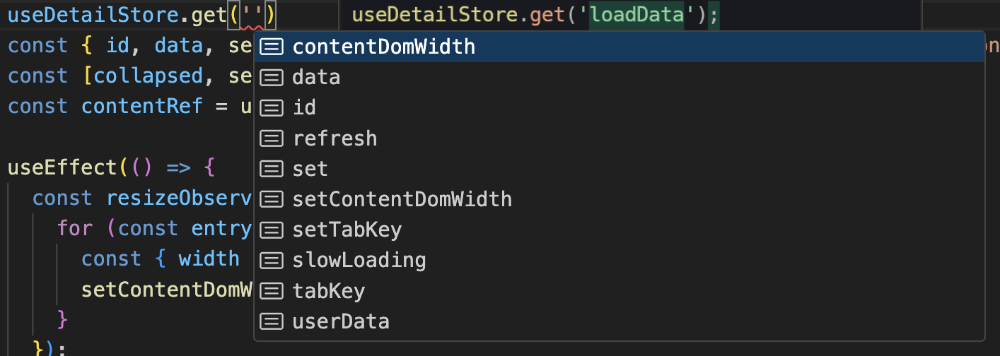 useDetailStore.get('') useDetailStore.get('loadData');
const { id, data, se
contentDomWidth
const [collapsed, se
data
const contentRef = u
id
refresh
useEffect(() => {
set
const resizeObserv
setContentDomWidth
for (const entry
setTabKey
const { width
slowLoading
setContentDomW
tabKey
}
userData
});